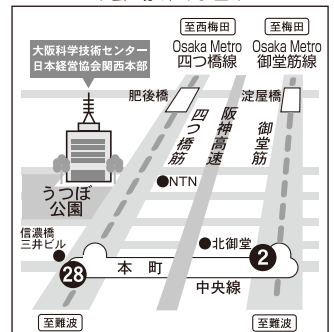 至西梅田
至梅田
大阪科学技術センター
日本経営協会関西本部
Osaka Metro
四つ橋線
Osaka Metro
御堂筋線
肥後橋
淀屋橋
四つ橋筋
阪神高速
御堂筋
うつぼ
公園
NTN
信濃橋
三井ビル
北御堂
28
本町
2
中央線
至難波
至難波